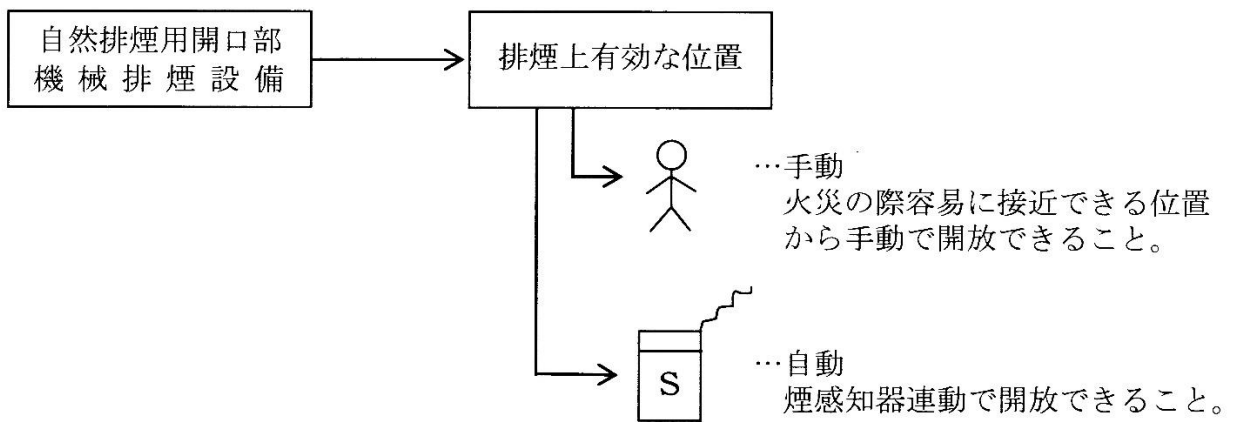 自然排煙用開口部
機械排煙設備
排煙上有効な位置
…手動
火災の際容易に接近できる位置
から手動で開放できること。
S
…自動
煙感知器連動で開放できること。